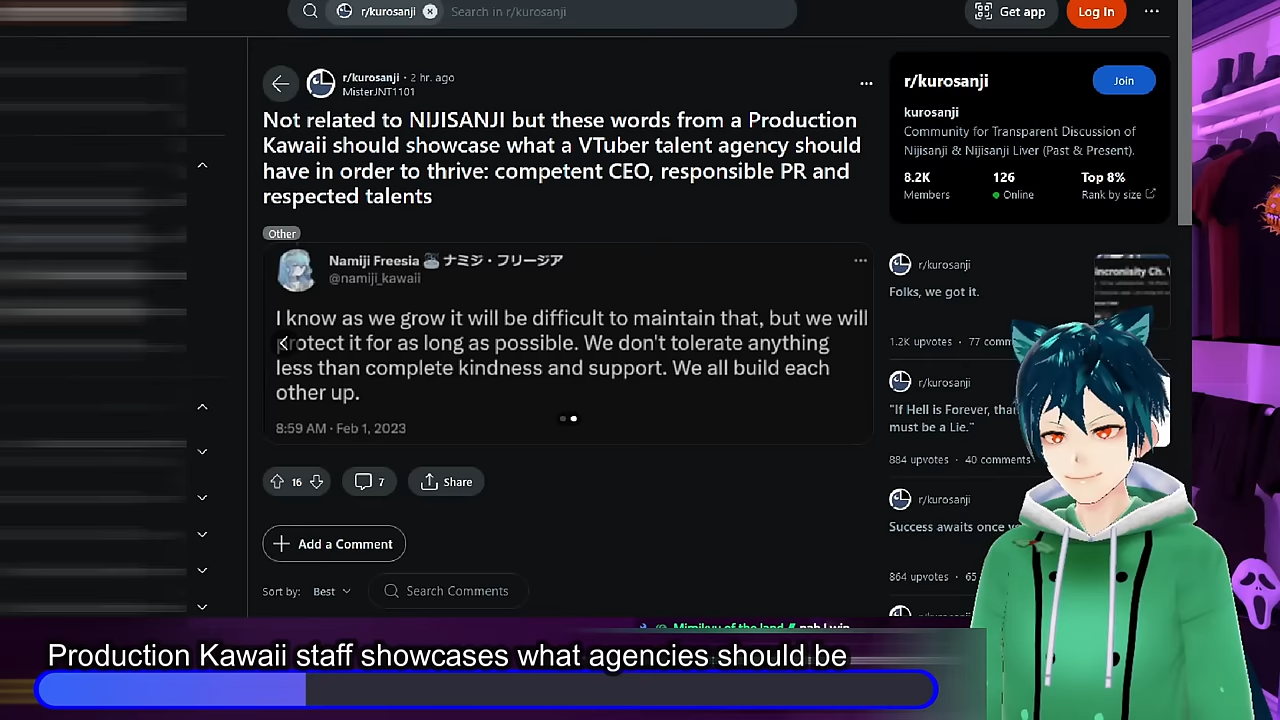 r/kurosanji
Search in r/kurosanji
Get app
Log In
r/kurosanji • 2 hr. ago
MisterJNT1101
Not related to NIJISANJI but these words from a Production
Kawaii should showcase what a VTuber talent agency should
have in order to thrive: competent CEO, responsible PR and
respected talents
Other
Namiji Freesia ナミジ・フリージア
@namiji_kawaii
I know as we grow it will be difficult to maintain that, but we will
protect it for as long as possible. We don't tolerate anything
less than complete kindness and support. We all build each
other up.
8:59 AM · Feb 1, 2023
16
7
Share
Add a Comment
Sort by:
Best
Search Comments
r/kurosanji
Join
kurosanji
Community for Transparent Discussion of
Nijisanji & Nijisanji Liver (Past & Present).
8.2K
126
Top 8%
Members
Online
Rank by size
r/kurosanji
Folks, we got it.
1.2K upvotes · 77
r/kurosanji
"If Hell is Forever,
must be a Lie."
884 upvotes · 40 comments
r/kurosanji
Success awaits once
864 upvotes · 65
Mimikyu of the land nah I win
Production Kawaii staff showcases what agencies should be